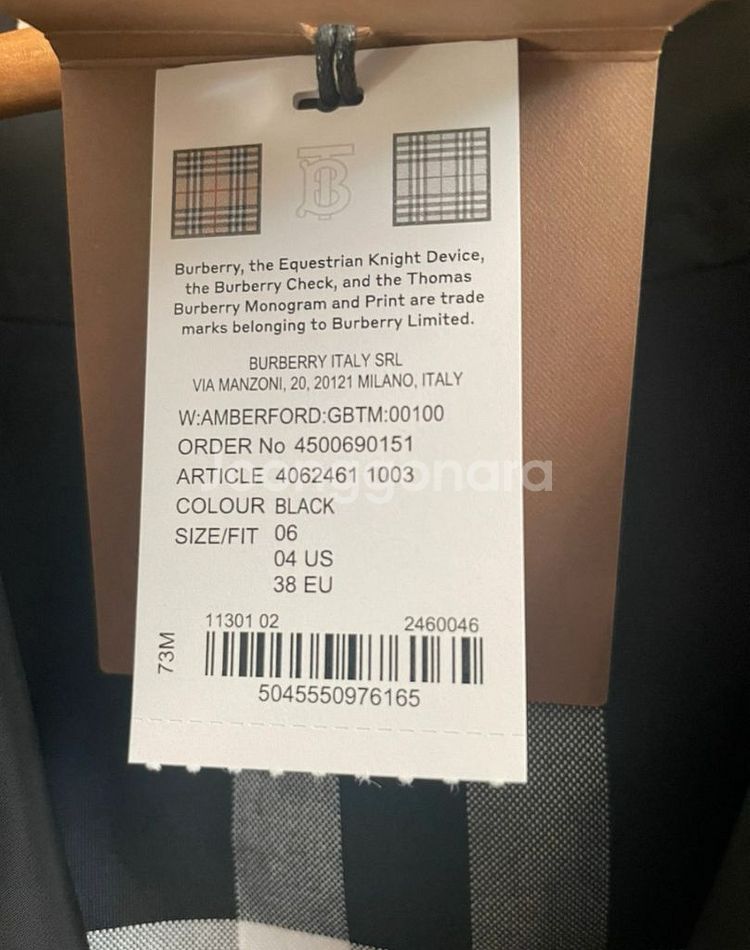 Burberry, the Equestrian Knight Device,
the Burberry Check, and the Thomas
Burberry Monogram and Print are trade
marks belonging to Burberry Limited.
BURBERRY ITALY SRL
VIA MANZONI, 20, 20121 MILANO, ITALY
W:AMBERFORD:GBTM:00100
ORDER No 4500690151
ARTICLE 4062461 1003
COLOUR BLACK
SIZE/FIT 06
04 US
38 EU
11301 02 2460046
73M
5045550976165
joonggonara